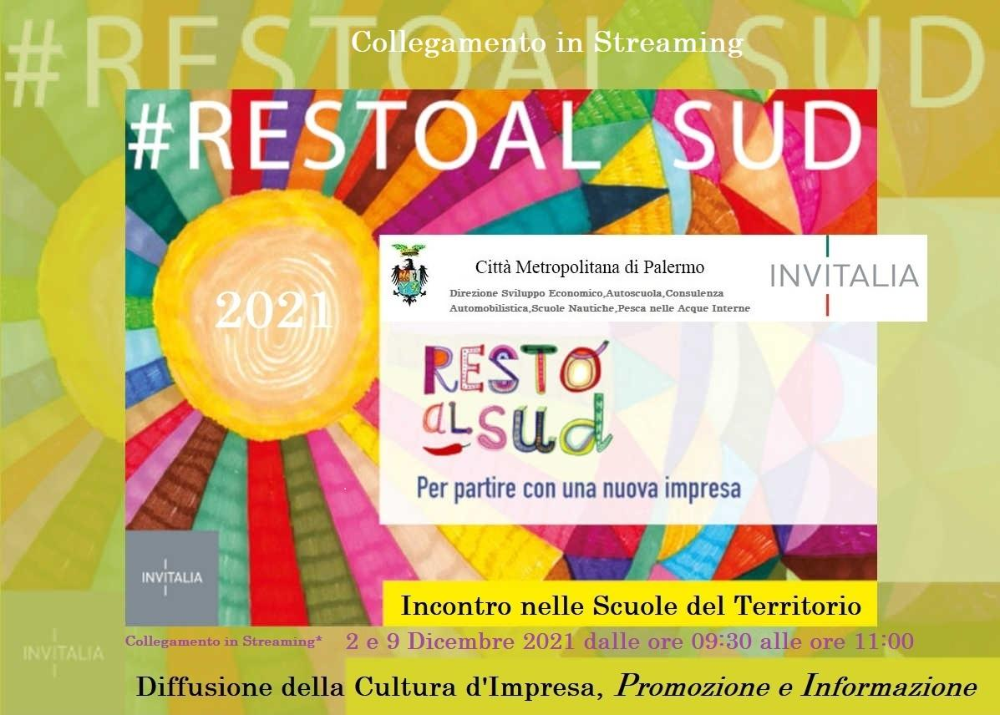 #RESTOAL SUD
Collegamento in Streaming
#RESTOAL SUD
2021
Città Metropolitana di Palermo
Direzione Sviluppo Economico,Autoscuola,Consulenza
Automobilistica,Scuole Nautiche,Pesca nelle Acque Interne
INVITALIA
RESTO
alsud
Per partire con una nuova impresa
INVITALIA
INVITALIA
Incontro nelle Scuole del Territorio
Collegamento in Streaming* 2 e 9 Dicembre 2021 dalle ore 09:30 alle ore 11:00
Diffusione della Cultura d'Impresa, Promozione e Informazione